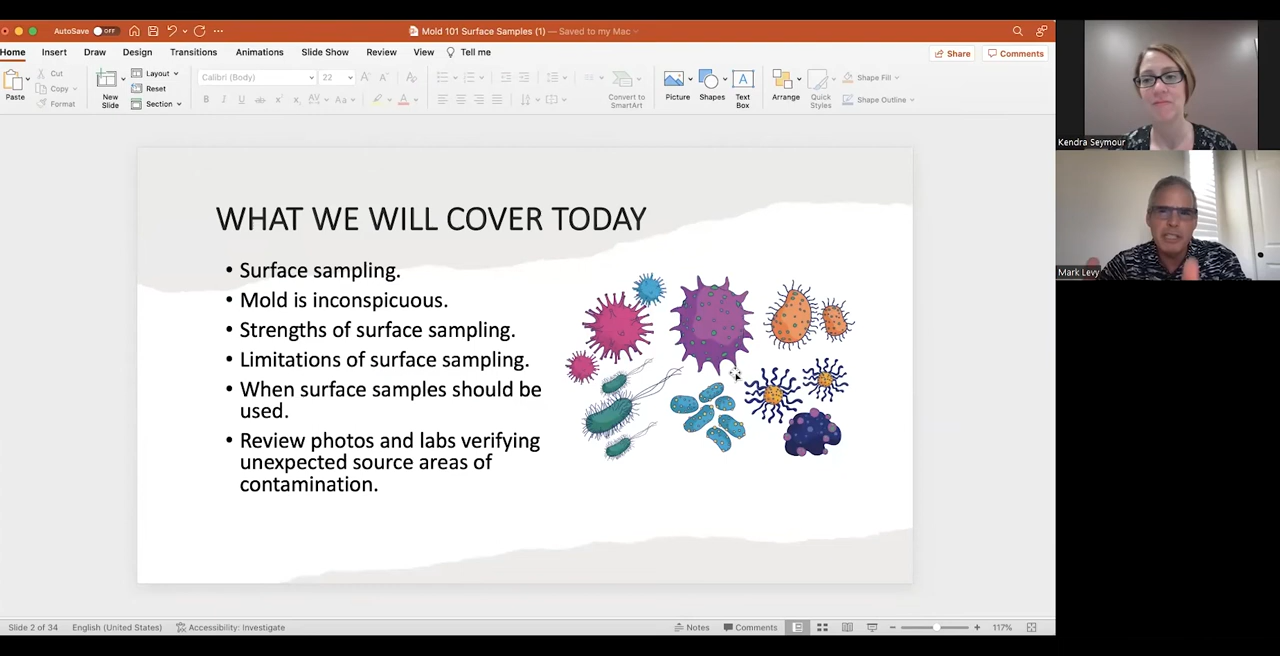 AutoSave OFF
Mold 101 Surface Samples (1) — Saved to my Mac
Home Insert Draw Design Transitions Animations Slide Show Review View Tell me
Share Comments
Paste
Cut
Copy
Format
New
Slide
Layout
Reset
Section
Calibri (Body) 22
Convert to
SmartArt
Picture
Shapes
Text
Box
Arrange
Quick
Styles
Shape Fill
Shape Outline
WHAT WE WILL COVER TODAY
• Surface sampling.
• Mold is inconspicuous.
• Strengths of surface sampling.
• Limitations of surface sampling.
• When surface samples should be
used.
• Review photos and labs verifying
unexpected source areas of
contamination.
Kendra Seymour
Mark Levy
Slide 2 of 34 English (United States) Accessibility: Investigate
Notes Comments 117%